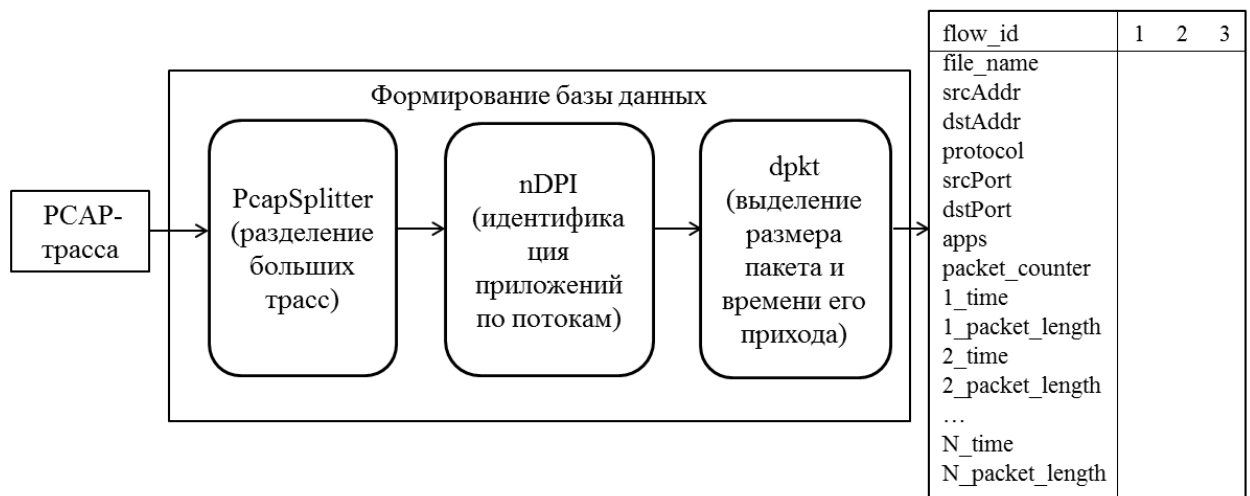 Формирование базы данных
PCAP-
трасса
PcapSplitter
(разделение
больших
трасс)
nDPI
(идентифика
ция
приложений
по потокам)
dpkt
(выделение
размера
пакета и
времени его
прихода)
flow_id 1 2 3
file_name
srcAddr
dstAddr
protocol
srcPort
dstPort
apps
packet_counter
1_time
1_packet_length
2_time
2_packet_length
…
N_time
N_packet_length